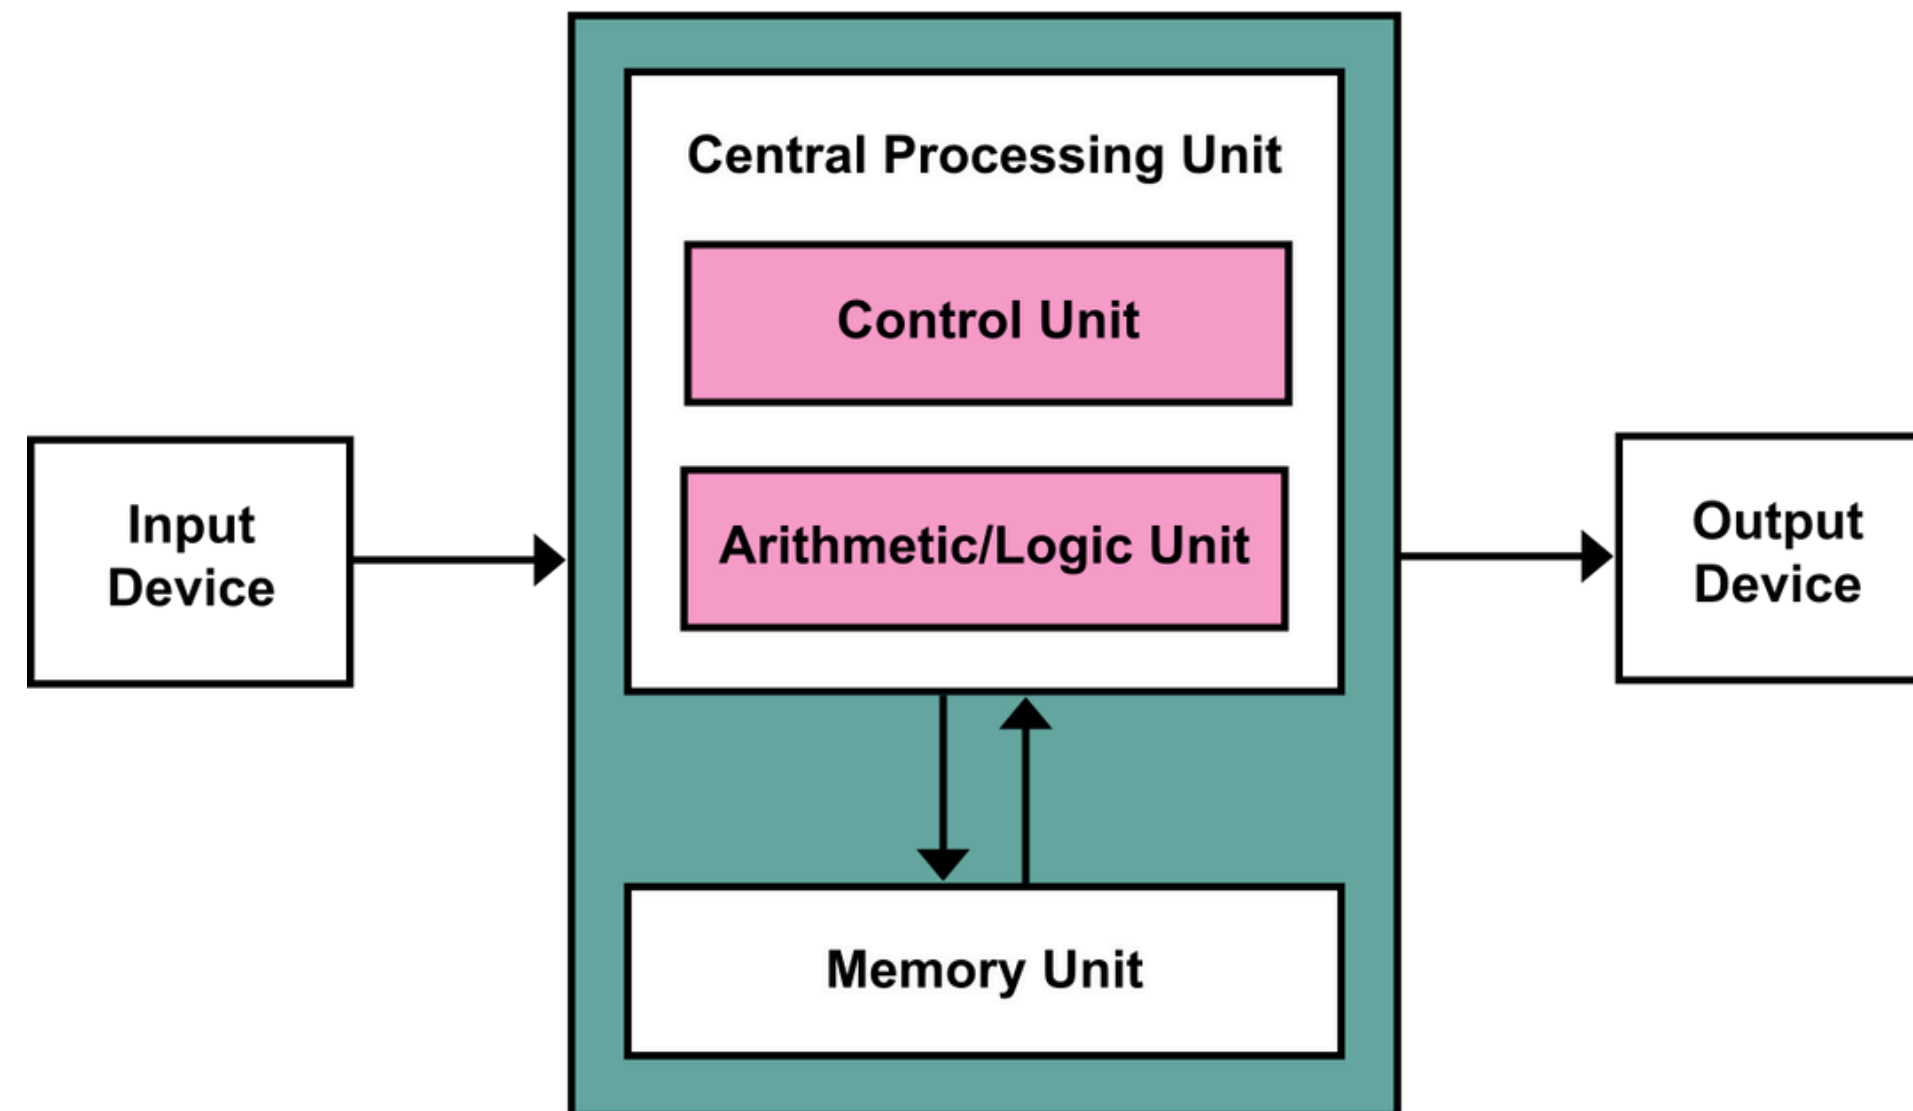 Central Processing Unit
Control Unit
Arithmetic/Logic Unit
Input
Device
Output
Device
Memory Unit